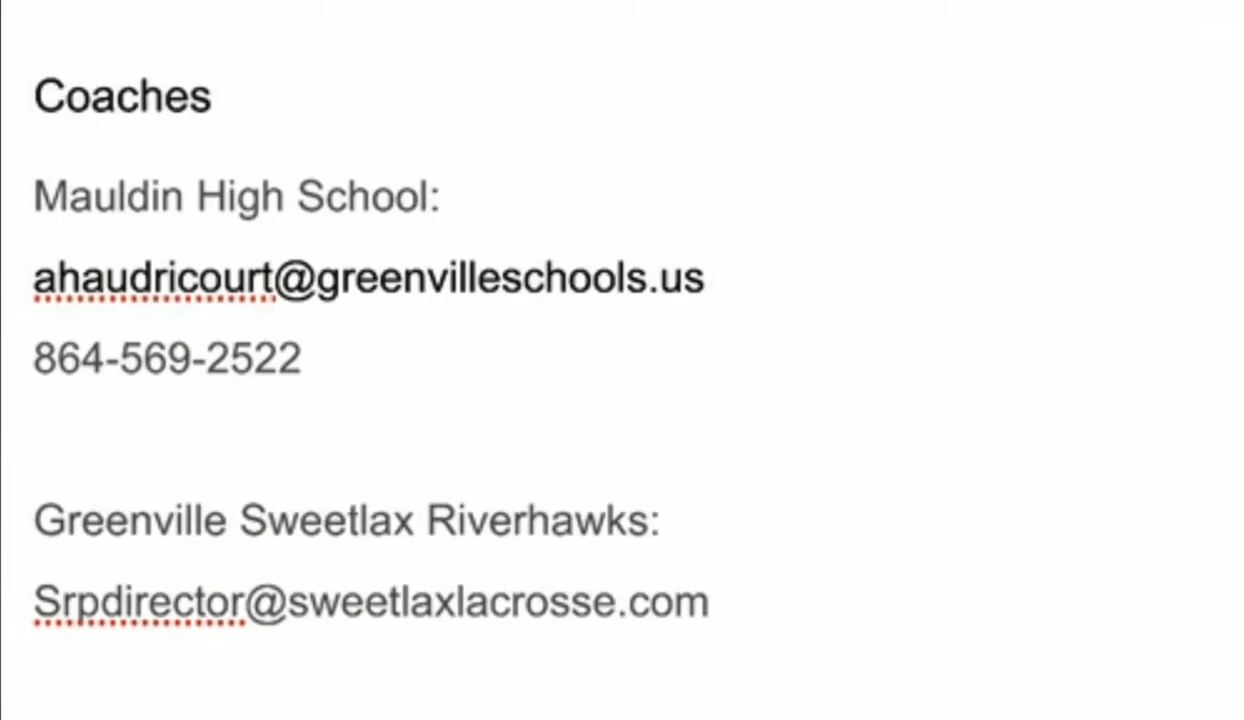 Coaches
Mauldin High School:
ahaudricourt@greenvilleschools.us
864-569-2522
Greenville Sweetlax Riverhawks:
Srpdirector@sweetlaxlacrosse.com